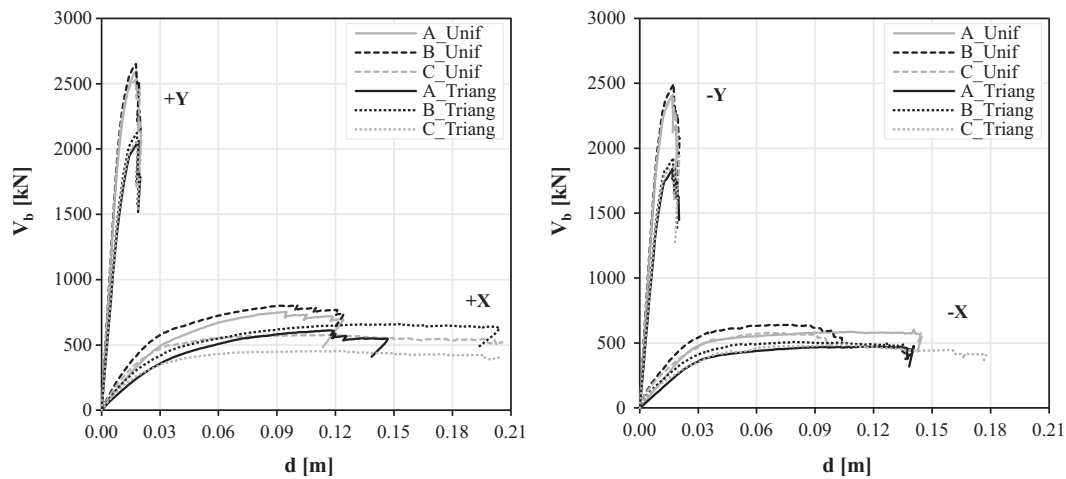 3000
2500
2000
1500
1000
500
0
V_b [kN]
0.00 0.03 0.06 0.09 0.12 0.15 0.18 0.21
d [m]
+Y
+X
A_Unif
B_Unif
C_Unif
A_Triang
B_Triang
C_Triang
3000
2500
2000
1500
1000
500
0
V_b [kN]
0.00 0.03 0.06 0.09 0.12 0.15 0.18 0.21
d [m]
-Y
-X
A_Unif
B_Unif
C_Unif
A_Triang
B_Triang
C_Triang